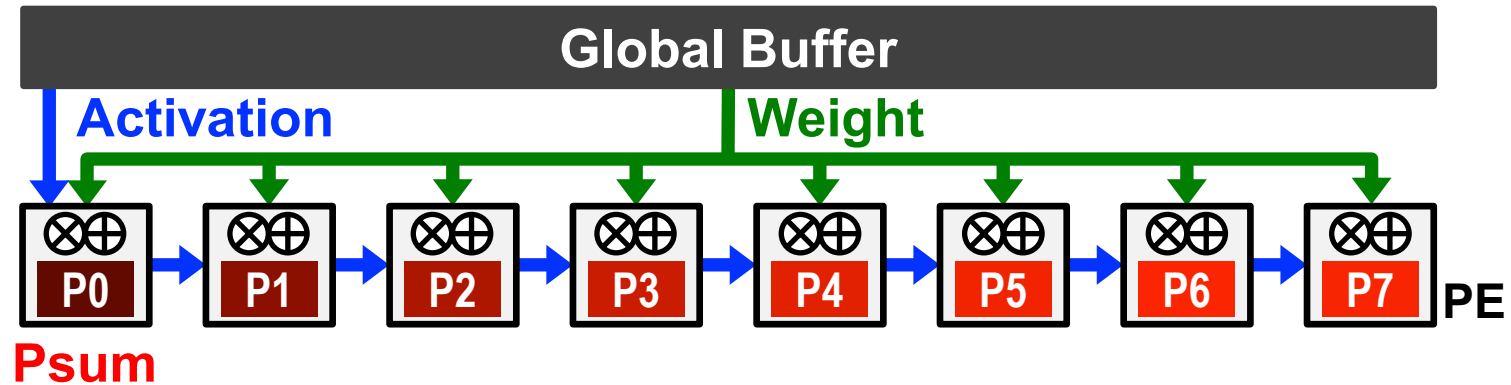 Global Buffer
Activation
Weight
P0 P1 P2 P3 P4 P5 P6 P7
PE
Psum